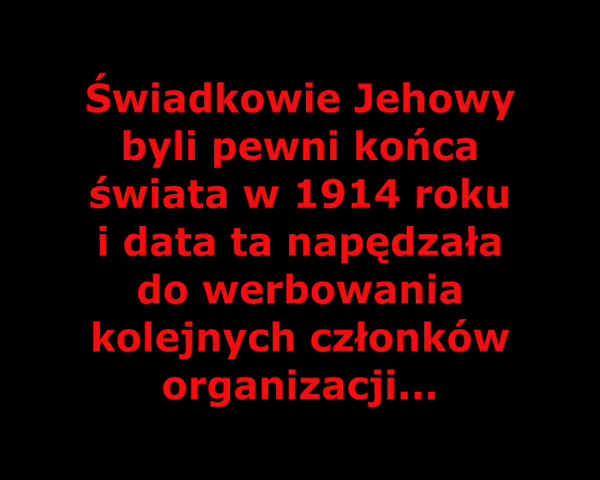 Świadkowie Jehowy
byli pewni końca
świata w 1914 roku
i data ta napędzała
do werbowania
kolejnych członków
organizacji...